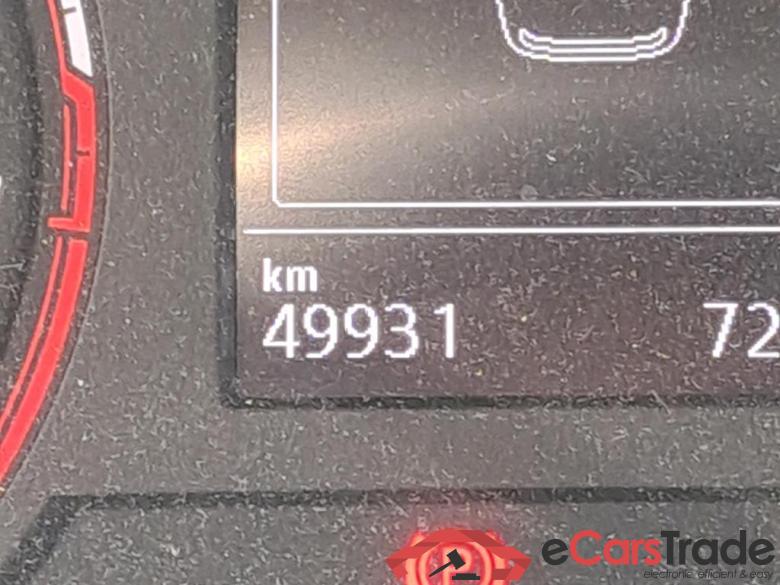 km
49931
72
P
eCarsTrade
electronic, efficient & easy